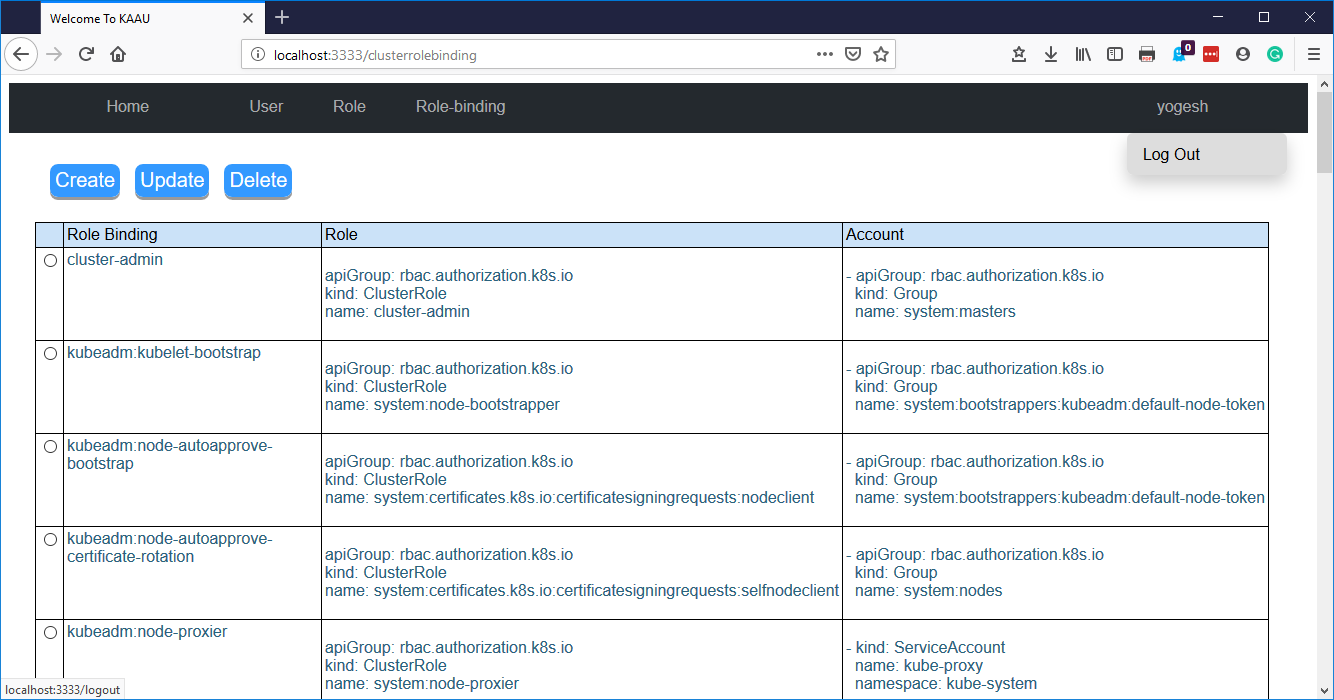 Welcome To KAAU
localhost:3333/clusterrolebinding
0
Home User Role Role-binding yogesh
Log Out
Create Update Delete
Role Binding Role Account
cluster-admin
apiGroup: rbac.authorization.k8s.io
kind: ClusterRole
name: cluster-admin
- apiGroup: rbac.authorization.k8s.io
kind: Group
name: system:masters
kubeadm:kubelet-bootstrap
apiGroup: rbac.authorization.k8s.io
kind: ClusterRole
name: system:node-bootstrapper
- apiGroup: rbac.authorization.k8s.io
kind: Group
name: system:bootstrappers:kubeadm:default-node-token
kubeadm:node-autoapprove-
bootstrap
apiGroup: rbac.authorization.k8s.io
kind: ClusterRole
name: system:certificates.k8s.io:certificatesigningrequests:nodeclient
- apiGroup: rbac.authorization.k8s.io
kind: Group
name: system:bootstrappers:kubeadm:default-node-token
kubeadm:node-autoapprove-
certificate-rotation
apiGroup: rbac.authorization.k8s.io
kind: ClusterRole
name: system:certificates.k8s.io:certificatesigningrequests:selfnodeclient
- apiGroup: rbac.authorization.k8s.io
kind: Group
name: system:nodes
kubeadm:node-proxier
apiGroup: rbac.authorization.k8s.io
kind: ClusterRole
name: system:node-proxier
- kind: ServiceAccount
name: kube-proxy
namespace: kube-system
localhost:3333/logout